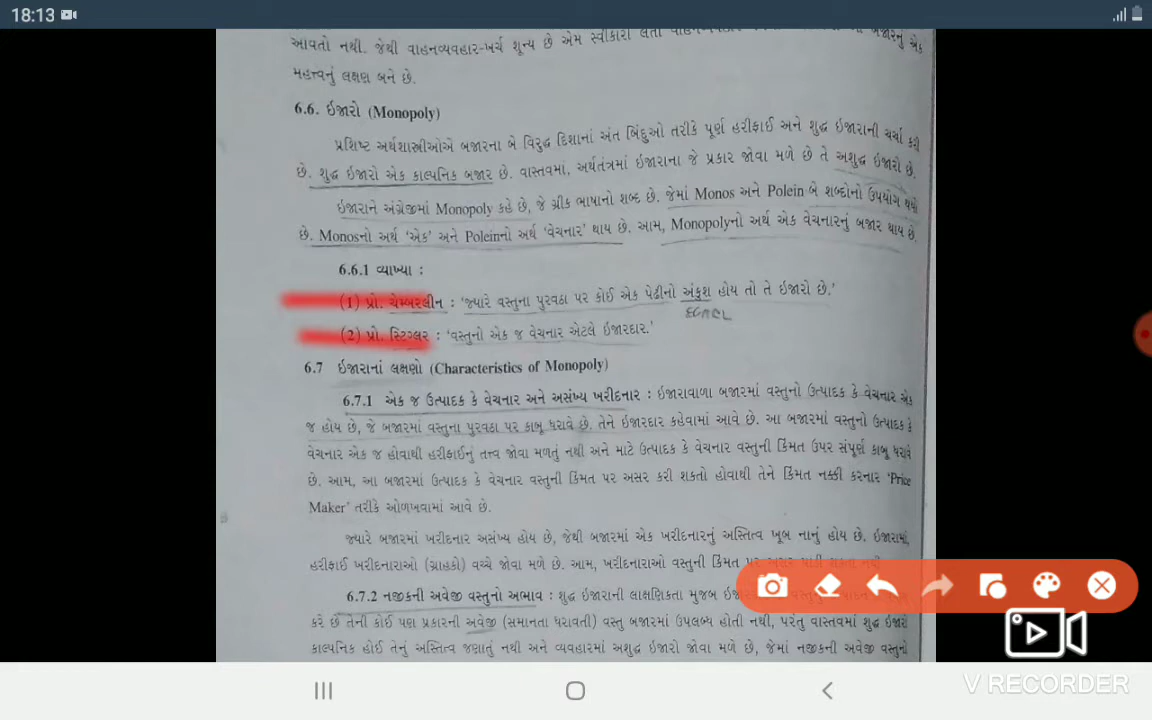 18:13
આવતો નથી. જેથી વાહનવ્યવહાર-ખર્ચ શૂન્ય છે એમ સ્વીકારી લેતાં
મહત્ત્વનું લક્ષણ બને છે.
6.6. ઇજારો (Monopoly)
પ્રશિષ્ટ અર્થશાસ્ત્રીઓએ બજારના બે વિરુદ્ધ દિશાનાં અંત બિંદુઓ તરીકે પૂર્ણ હરીફાઈ અને શુદ્ધ ઇજારાની ચર્ચા કરી
છે. શુદ્ધ ઇજારો એક કાલ્પનિક બજાર છે. વાસ્તવમાં, અર્થતંત્રમાં ઇજારાના જે પ્રકાર જોવા મળે છે તે અશુદ્ધ ઇજારો છે.
ઇજારાને અંગ્રેજીમાં Monopoly કહે છે, જે ગ્રીક ભાષાનો શબ્દ છે. જેમાં Monos અને Polein બે શબ્દોનો ઉપયોગ થયો
છે. Monosનો અર્થ ‘એક’ અને Poleinનો અર્થ ‘વેચનાર’ થાય છે. આમ, Monopolyનો અર્થ એક વેચનારનું બજાર થાય છે.
6.6.1 વ્યાખ્યા :
(1) પ્રો. ચેમ્બરલીન : ‘જ્યારે વસ્તુના પુરવઠા પર કોઈ એક પેઢીનો અંકુશ હોય તો તે ઇજારો છે.’
(2) પ્રો. સ્ટિગ્લર : ‘વસ્તુનો એક જ વેચનાર એટલે ઇજારદાર.’
6.7 ઇજારાનાં લક્ષણો (Characteristics of Monopoly)
6.7.1 એક જ ઉત્પાદક કે વેચનાર અને અસંખ્ય ખરીદનાર : ઇજારાવાળા બજારમાં વસ્તુનો ઉત્પાદક કે વેચનાર એક
જ હોય છે, જે બજારમાં વસ્તુના પુરવઠા પર કાબૂ ધરાવે છે. તેને ઇજારદાર કહેવામાં આવે છે. આ બજારમાં વસ્તુનો ઉત્પાદક કે
વેચનાર એક જ હોવાથી હરીફાઈનું તત્ત્વ જોવા મળતું નથી અને માટે ઉત્પાદક કે વેચનાર વસ્તુની કિંમત ઉપર સંપૂર્ણ કાબૂ ધરાવે
છે. આમ, આ બજારમાં ઉત્પાદક કે વેચનાર વસ્તુની કિંમત પર અસર કરી શકતો હોવાથી તેને કિંમત નક્કી કરનાર ‘Price
Maker’ તરીકે ઓળખવામાં આવે છે.
જ્યારે બજારમાં ખરીદનાર અસંખ્ય હોય છે, જેથી બજારમાં એક ખરીદનારનું અસ્તિત્વ ખૂબ નાનું હોય છે. ઇજારામાં,
હરીફાઈ ખરીદનારાઓ (ગ્રાહકો) વચ્ચે જોવા મળે છે. આમ, ખરીદનારાઓ વસ્તુની કિંમત પર અસર
6.7.2 નજીકની અવેજી વસ્તુનો અભાવ : શુદ્ધ ઇજારાની લાક્ષણિકતા મુજબ
કરે છે તેની કોઈ પણ પ્રકારની અવેજી (સમાનતા ધરાવતી) વસ્તુ બજારમાં ઉપલબ્ધ હોતી નથી, પરંતુ વાસ્તવમાં શુદ્ધ ઇજારો
કાલ્પનિક હોઈ તેનું અસ્તિત્વ જણાતું નથી અને વ્યવહારમાં અશુદ્ધ ઇજારો જોવા મળે છે, જેમાં નજીકની અવેજી વસ્તુનો
V RECORDER